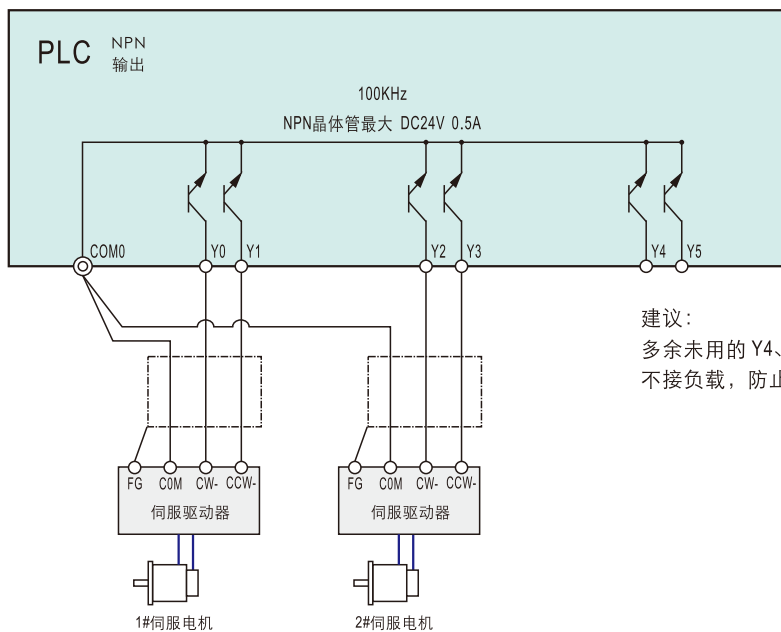 PLC NPN
输出
100KHz
NPN晶体管最大 DC24V 0.5A
COM0 Y0 Y1 Y2 Y3 Y4 Y5
建议：
多余未用的 Y4、
不接负载，防止
FG COM CW- CCW- FG COM CW- CCW-
伺服驱动器 伺服驱动器
1#伺服电机 2#伺服电机